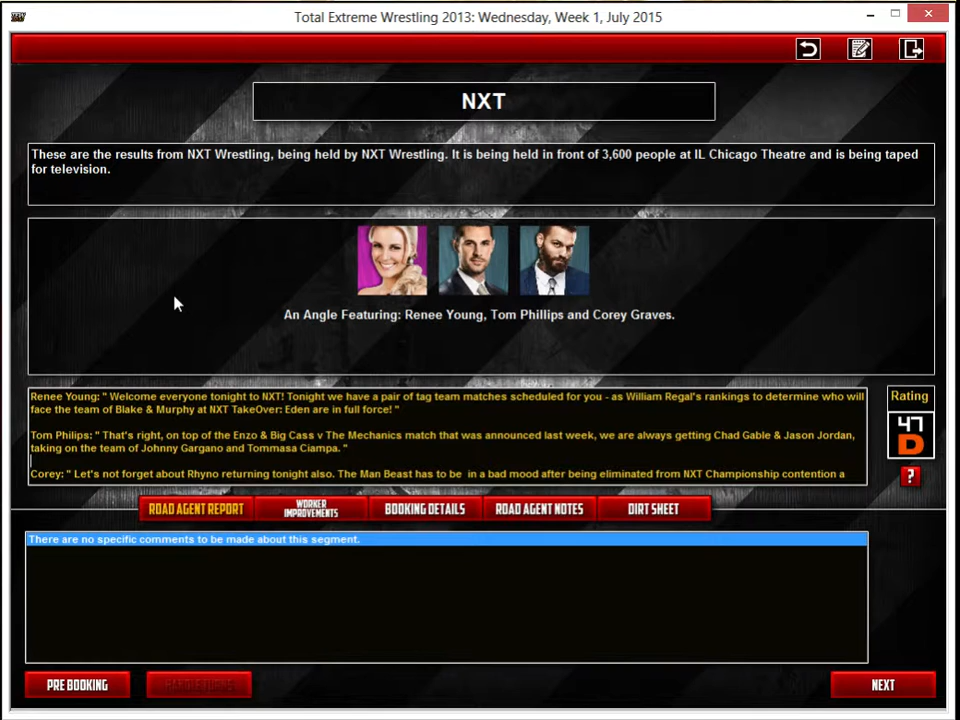 Total Extreme Wrestling 2013: Wednesday, Week 1, July 2015
NXT
These are the results from NXT Wrestling, being held by NXT Wrestling. It is being held in front of 3,600 people at IL Chicago Theatre and is being taped
for television.
An Angle Featuring: Renee Young, Tom Phillips and Corey Graves.
Renee Young: " Welcome everyone tonight to NXT! Tonight we have a pair of tag team matches scheduled for you - as William Regal's rankings to determine who will
face the team of Blake & Murphy at NXT TakeOver: Eden are in full force! "
Rating
47
D
Tom Philips: " That's right, on top of the Enzo & Big Cass v The Mechanics match that was announced last week, we are always getting Chad Gable & Jason Jordan,
taking on the team of Johnny Gargano and Tommasa Ciampa. "
Corey: " Let's not forget about Rhyno returning tonight also. The Man Beast has to be in a bad mood after being eliminated from NXT Championship contention a
?
ROAD AGENT REPORT
WORKER
IMPROVEMENTS
BOOKING DETAILS
ROAD AGENT NOTES
DIRT SHEET
There are no specific comments to be made about this segment.
PRE BOOKING
NEXT